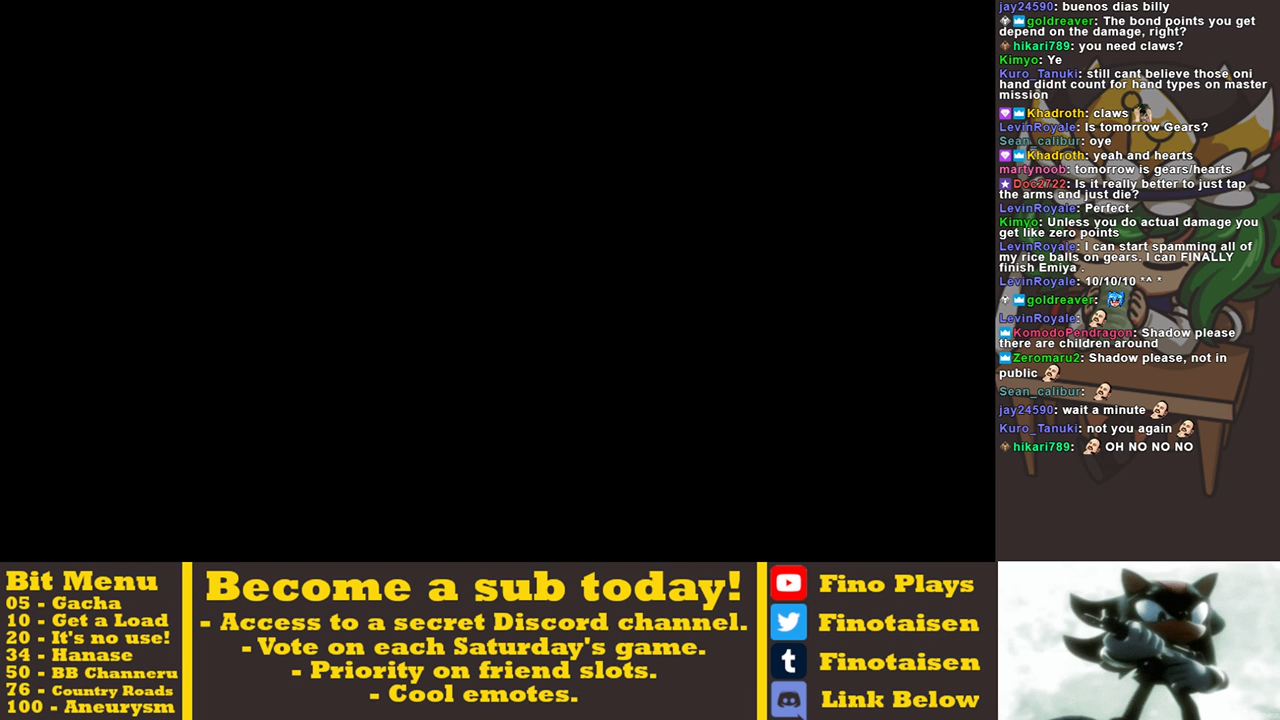 jay24590: buenos dias billy
goldreaver: The bond points you get
depend on the damage, right?
hikari789: you need claws?
Kimyo: Ye
Kuro_Tanuki: still cant believe those oni
hand didnt count for hand types on master
mission
Khadroth: claws
LevinRoyale: Is tomorrow Gears?
Sean_calibur: oye
Khadroth: yeah and hearts
martynoob: tomorrow is gears/hearts
Doc2722: Is it really better to just tap
the arms and just die?
LevinRoyale: Perfect.
Kimyo: Unless you do actual damage you
get like zero points
LevinRoyale: I can start spamming all of
my rice balls on gears. I can FINALLY
finish Emiya .
LevinRoyale: 10/10/10 *^ *
goldreaver:
LevinRoyale:
KomodoPendragon: Shadow please
there are children around
Zeromaru2: Shadow please, not in
public
Sean_calibur:
jay24590: wait a minute
Kuro_Tanuki: not you again
hikari789: OH NO NO NO
Bit Menu
05 - Gacha
10 - Get a Load
20 - It's no use!
34 - Hanase
50 - BB Channeru
76 - Country Roads
100 - Aneurysm
Become a sub today!
- Access to a secret Discord channel.
- Vote on each Saturday's game.
- Priority on friend slots.
- Cool emotes.
Fino Plays
Finotaisen
Finotaisen
Link Below